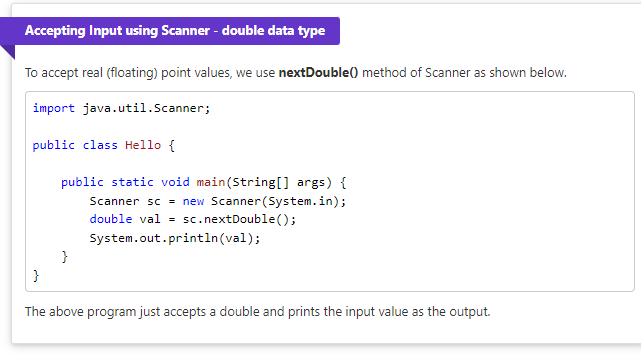 Accepting Input using Scanner - double data type
To accept real (floating) point values, we use nextDouble() method of Scanner as shown below.
import java.util.Scanner;
public class Hello {
    public static void main(String[] args) {
        Scanner sc = new Scanner(System.in);
        double val = sc.nextDouble();
        System.out.println(val);
    }
}
The above program just accepts a double and prints the input value as the output.